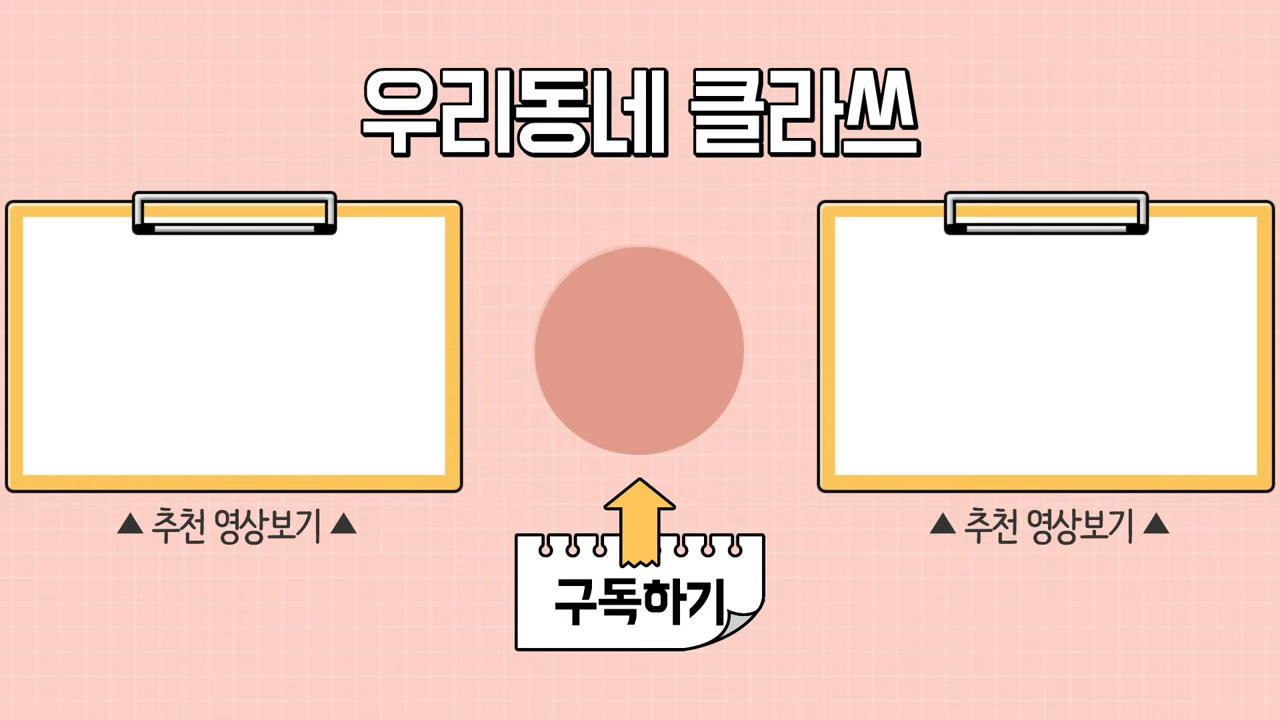 우리동네 클라쓰
▲ 추천 영상보기 ▲
▲ 추천 영상보기 ▲
구독하기